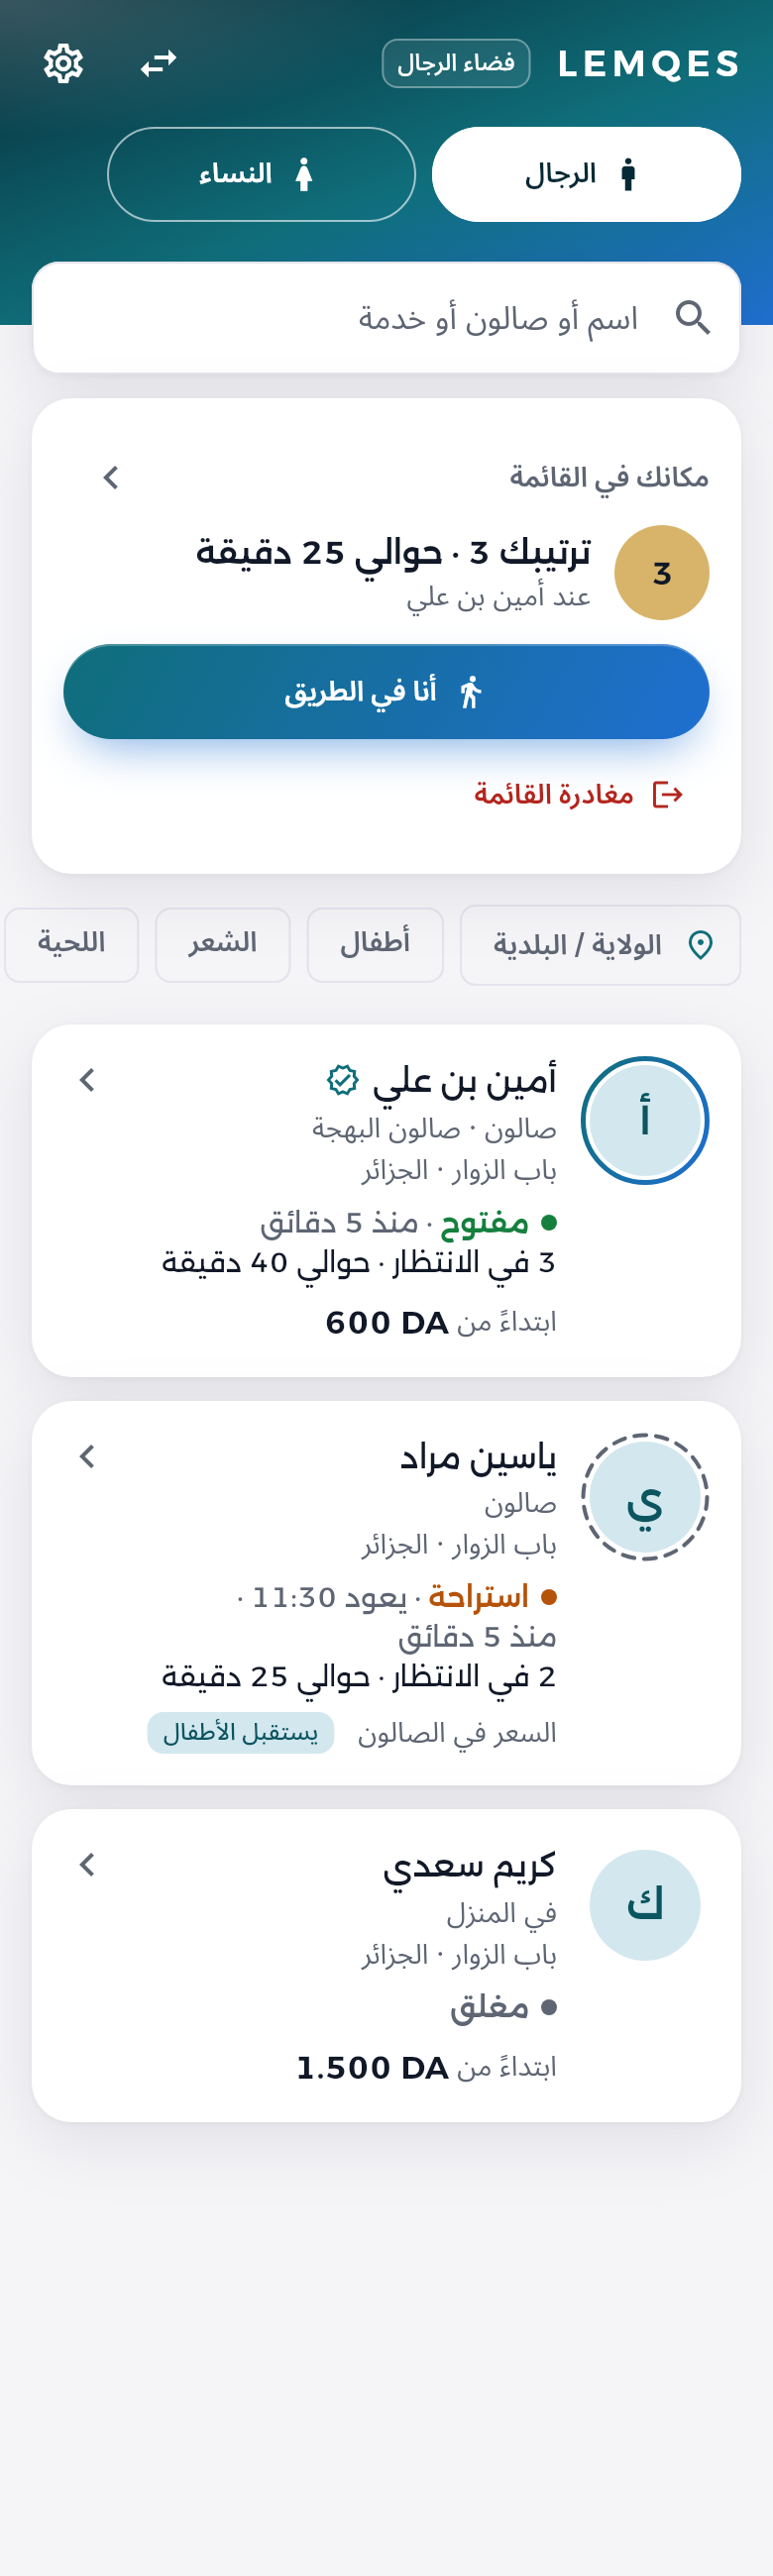 LEMQES فضاء الرجال
الرجال النساء
اسم أو صالون أو خدمة
مكانك في القائمة
3
ترتيبك 3 · حوالي 25 دقيقة
عند أمين بن علي
أنا في الطريق
مغادرة القائمة
الولاية / البلدية أطفال الشعر اللحية
أ
أمين بن علي
صالون · صالون البهجة
باب الزوار · الجزائر
مفتوح · منذ 5 دقائق
3 في الانتظار · حوالي 40 دقيقة
ابتداءً من 600 DA
ي
ياسين مراد
صالون
باب الزوار · الجزائر
استراحة · يعود 11:30 ·
منذ 5 دقائق
2 في الانتظار · حوالي 25 دقيقة
السعر في الصالون يستقبل الأطفال
ك
كريم سعدي
في المنزل
باب الزوار · الجزائر
مغلق
ابتداءً من 1.500 DA